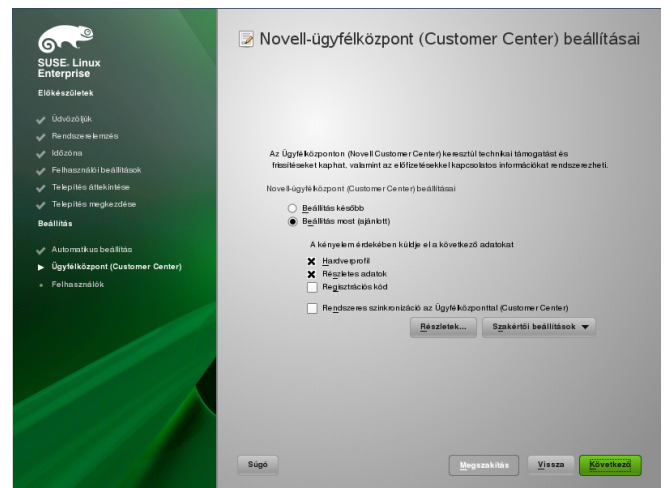 SUSE. Linux
Enterprise
Előkészületek
Üdvözöljük
Rendszerelemzés
Időzóna
Felhasználói beállítások
Telepítés áttekintése
Telepítés megkezdése
Beállítás
Automatikus beállítás
Ügyfélközpont (Customer Center)
Felhasználók
Novell-ügyfélközpont (Customer Center) beállításai
Az Ügyfélközponton (Novell Customer Center) keresztül technikai támogatást és
frissítéseket kaphat, valamint az előfizetésekkel kapcsolatos információkat rendszerezheti.
Novell-ügyfélközpont (Customer Center) beállításai
Beállítás később
Beállítás most (ajánlott)
A kényelem érdekében küldje el a következő adatokat
Hardverprofil
Részletes adatok
Regisztrációs kód
Rendszeres szinkronizáció az Ügyfélközponttal (Customer Center)
Részletek... Szakértői beállítások
Súgó Megszakítás Vissza Következő